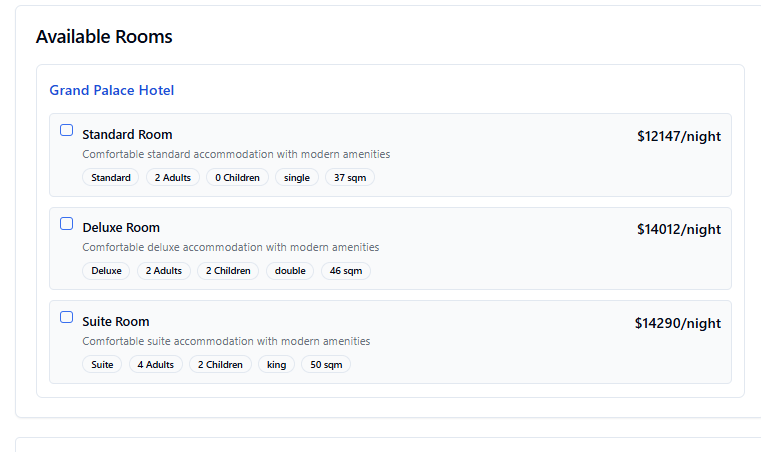 Available Rooms
Grand Palace Hotel
Standard Room
$12147/night
Comfortable standard accommodation with modern amenities
Standard 2 Adults 0 Children single 37 sqm
Deluxe Room
$14012/night
Comfortable deluxe accommodation with modern amenities
Deluxe 2 Adults 2 Children double 46 sqm
Suite Room
$14290/night
Comfortable suite accommodation with modern amenities
Suite 4 Adults 2 Children king 50 sqm